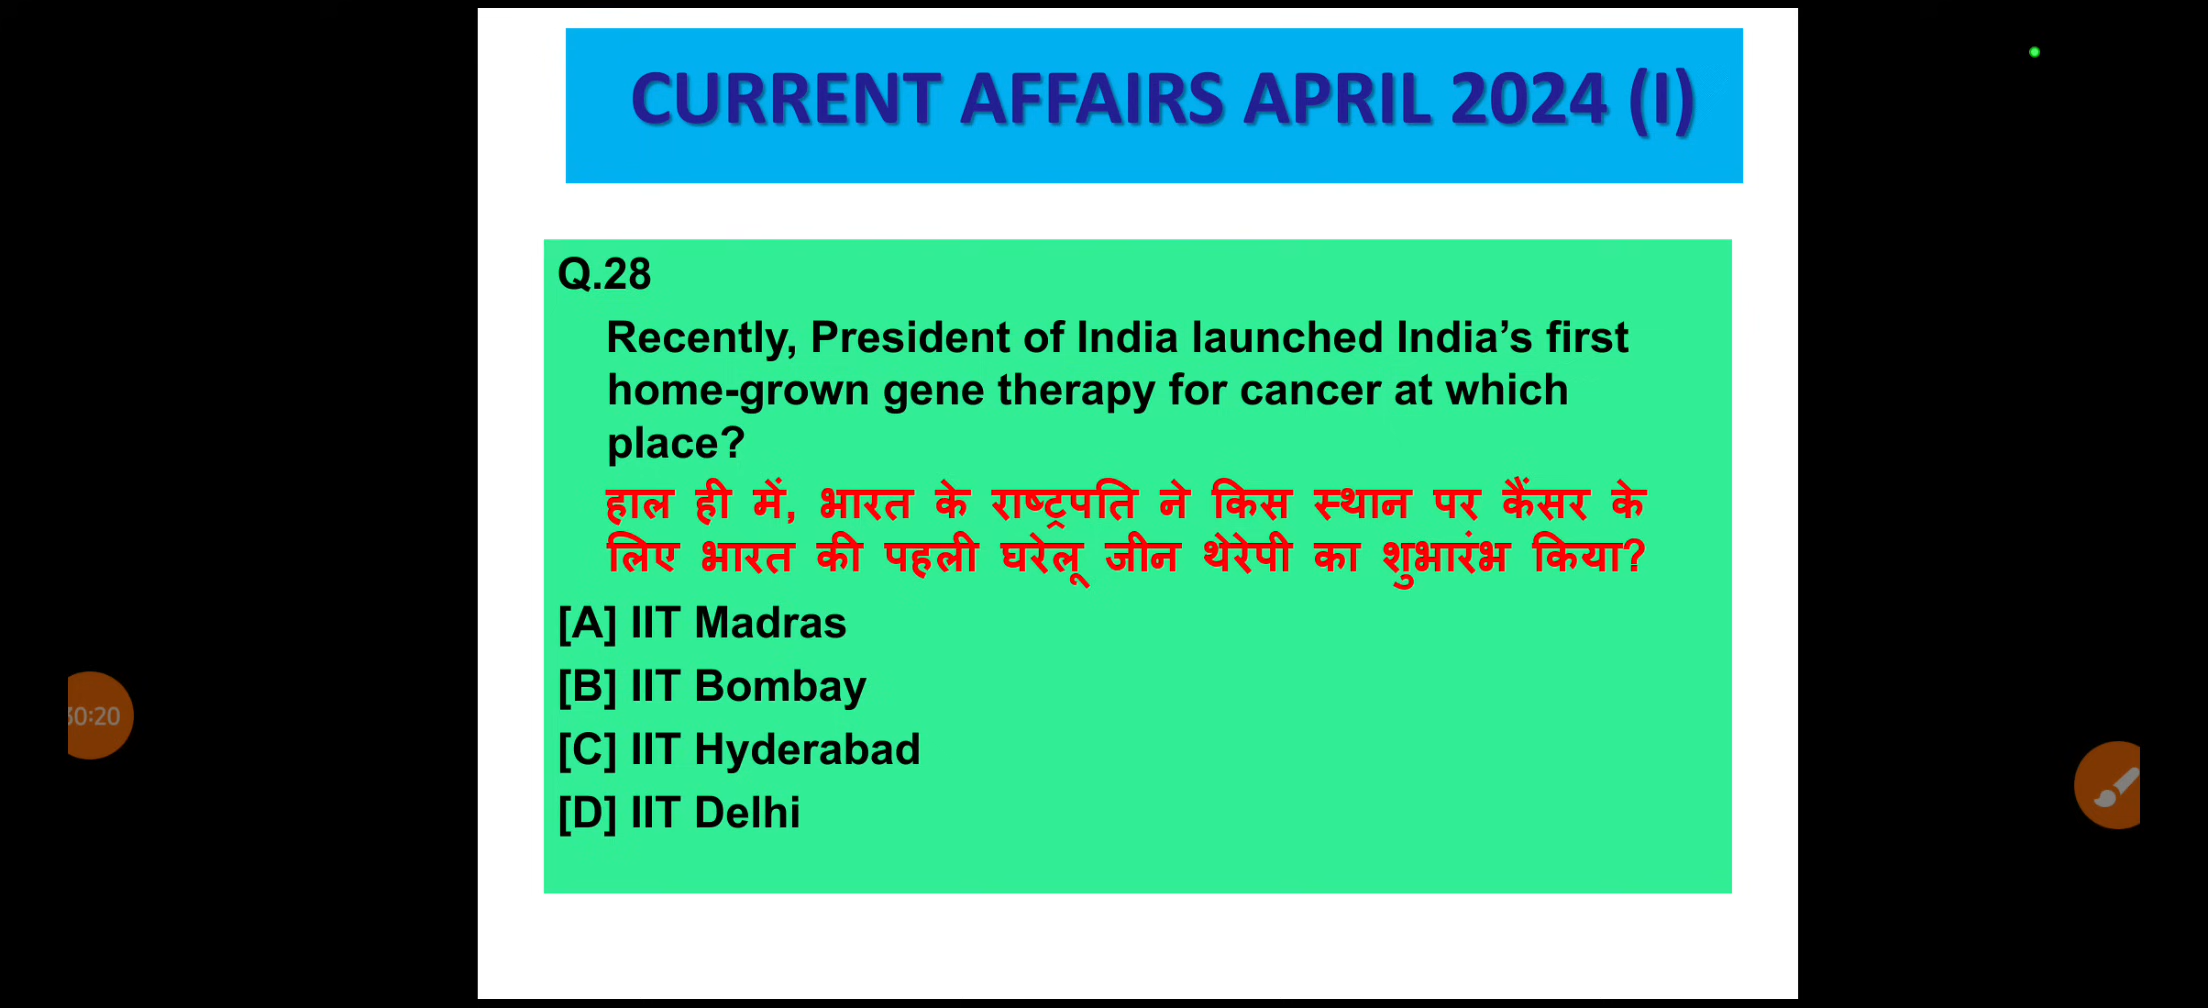 CURRENT AFFAIRS APRIL 2024 (I)
Q.28
Recently, President of India launched India’s first
home-grown gene therapy for cancer at which
place?
हाल ही में, भारत के राष्ट्रपति ने किस स्थान पर कैंसर के
लिए भारत की पहली घरेलू जीन थेरेपी का शुभारंभ किया?
[A] IIT Madras
[B] IIT Bombay
[C] IIT Hyderabad
[D] IIT Delhi